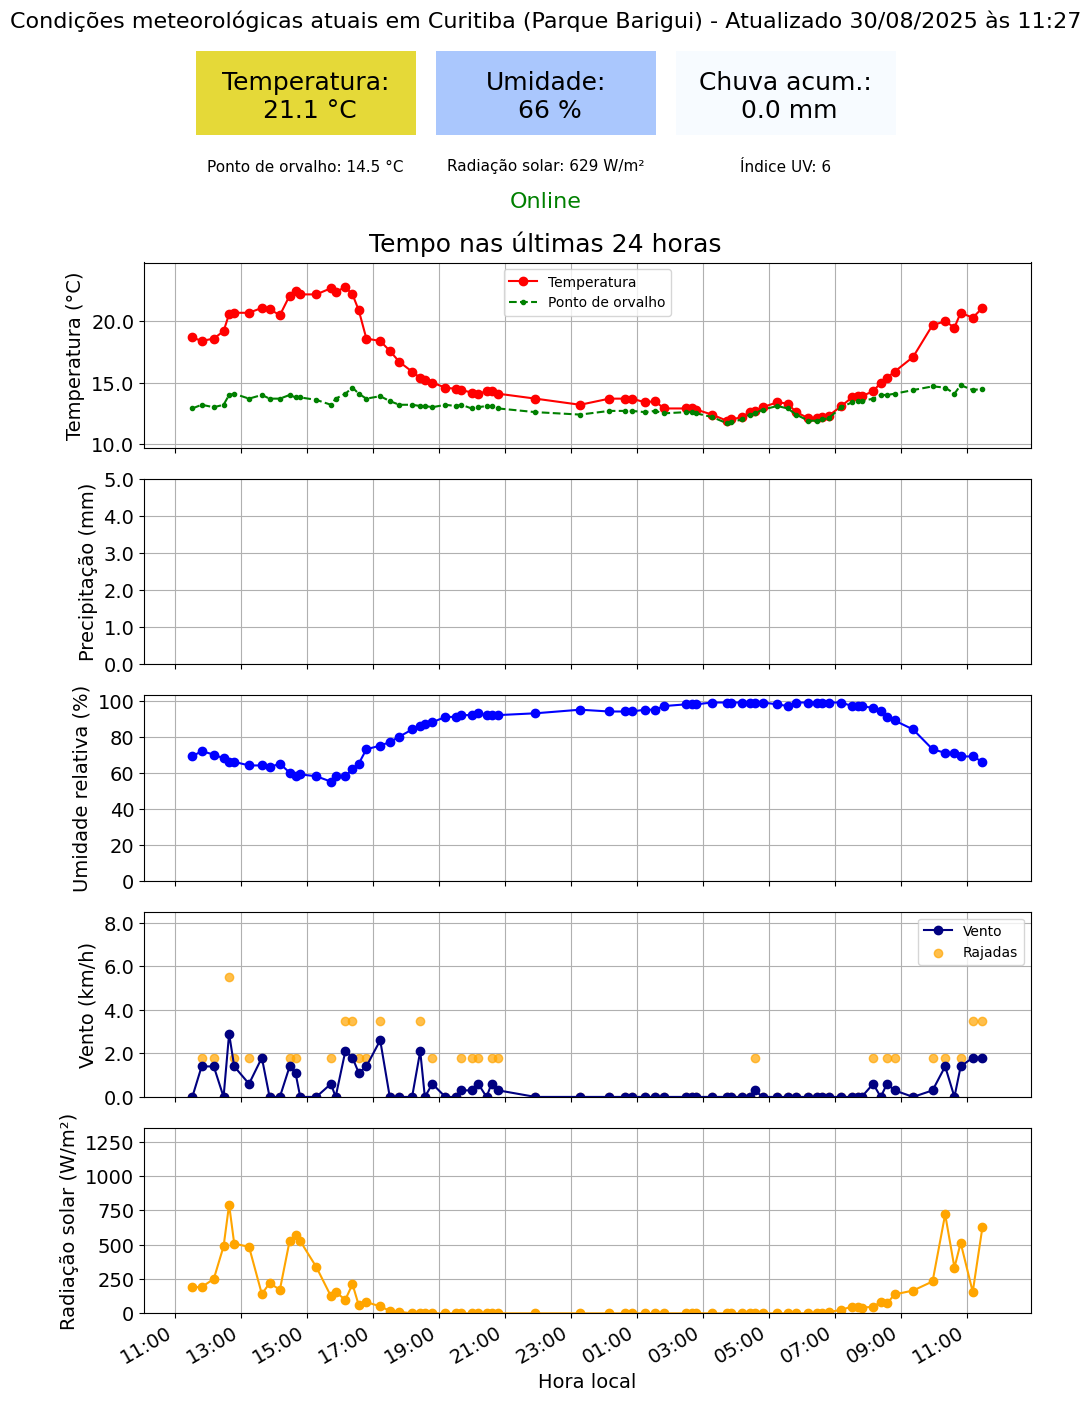 Condições meteorológicas atuais em Curitiba (Parque Barigui) - Atualizado 30/08/2025 às 11:27
Temperatura:
21.1 °C
Umidade:
66 %
Chuva acum.:
0.0 mm
Ponto de orvalho: 14.5 °C
Radiação solar: 629 W/m²
Índice UV: 6
Online
Tempo nas últimas 24 horas
Temperatura (°C)
20.0
15.0
10.0
Temperatura
Ponto de orvalho
Precipitação (mm)
5.0
4.0
3.0
2.0
1.0
0.0
Umidade relativa (%)
100
80
60
40
20
0
Vento (km/h)
8.0
6.0
4.0
2.0
0.0
Vento
Rajadas
Radiação solar (W/m²)
1250
1000
750
500
250
0
11:00
13:00
15:00
17:00
19:00
21:00
23:00
01:00
03:00
05:00
07:00
09:00
11:00
Hora local